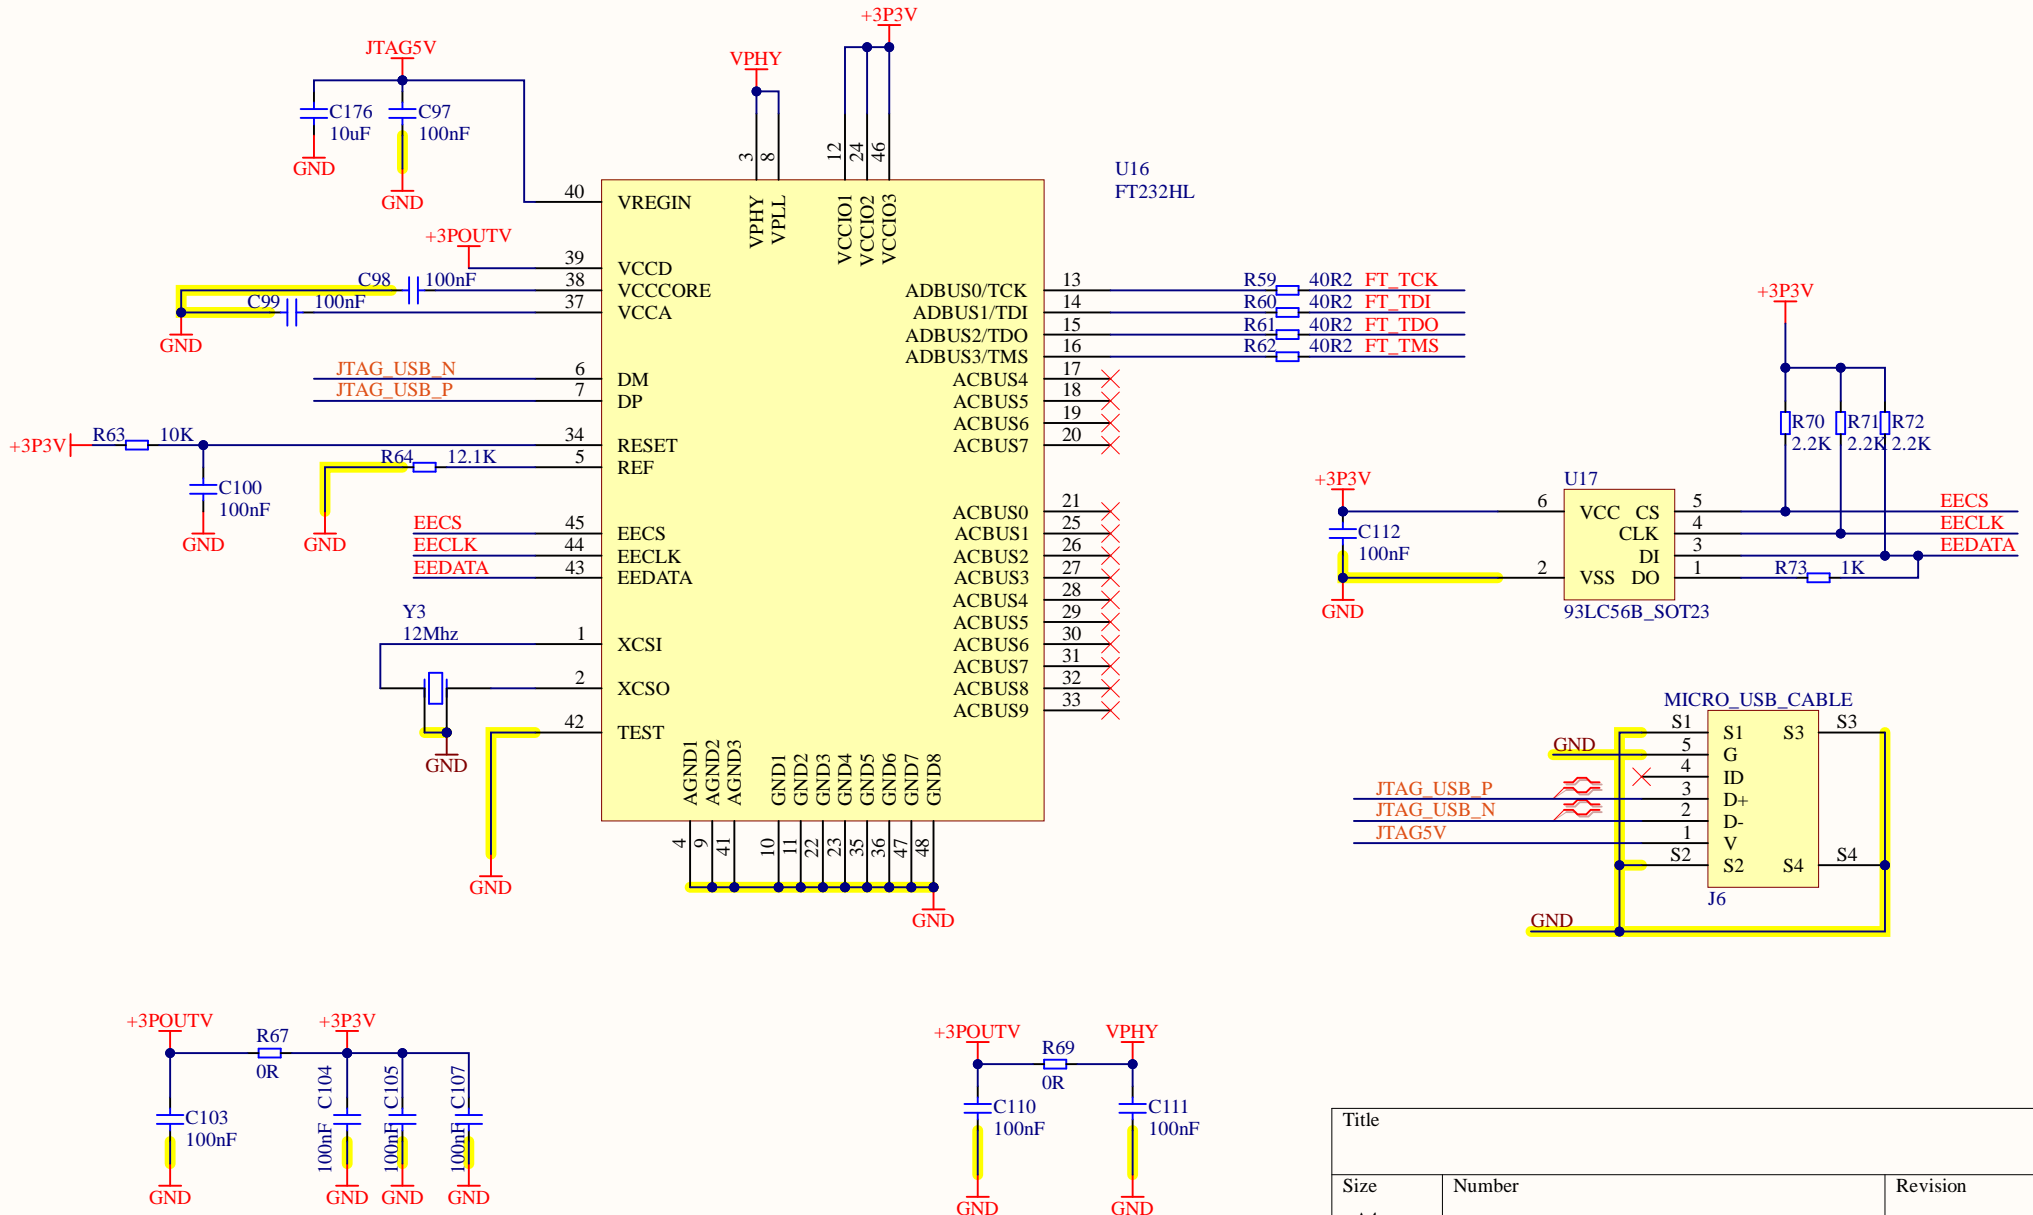 +3P3V
JTAG5V
VPHY
C176
10uF
C97
100nF
GND
GND
3
8
12
24
46
U16
FT232HL
40
VREGIN
VPHY
VPLL
VCCIO1
VCCIO2
VCCIO3
+3POUTV
39
VCCD
C98
100nF
38
VCCCORE
C99
100nF
37
VCCA
GND
ADBUS0/TCK
13
R59
40R2
FT_TCK
ADBUS1/TDI
14
R60
40R2
FT_TDI
ADBUS2/TDO
15
R61
40R2
FT_TDO
ADBUS3/TMS
16
R62
40R2
FT_TMS
JTAG_USB_N
6
DM
JTAG_USB_P
7
DP
ACBUS4
17
ACBUS5
18
ACBUS6
19
ACBUS7
20
+3P3V
R63
10K
34
RESET
R64
12.1K
5
REF
C100
100nF
GND
GND
EECS
45
EECS
EECLK
44
EECLK
EEDATA
43
EEDATA
ACBUS0
21
ACBUS1
25
ACBUS2
26
ACBUS3
27
ACBUS4
28
ACBUS5
29
ACBUS6
30
ACBUS7
31
ACBUS8
32
ACBUS9
33
Y3
12Mhz
1
XCSI
2
XCSO
42
TEST
GND
GND
AGND1
AGND2
AGND3
GND1
GND2
GND3
GND4
GND5
GND6
GND7
GND8
4
9
41
10
11
22
23
35
36
47
48
GND
+3P3V
R70
2.2K
R71
2.2K
R72
2.2K
+3P3V
U17
6
VCC
CS
5
EECS
CLK
4
EECLK
DI
3
EEDATA
C112
100nF
2
VSS
DO
1
R73
1K
GND
93LC56B_SOT23
MICRO_USB_CABLE
S1
S1
S3
S3
GND
5
G
4
ID
JTAG_USB_P
3
D+
JTAG_USB_N
2
D-
JTAG5V
1
V
S2
S2
S4
S4
J6
GND
+3POUTV
R67
0R
+3P3V
C103
100nF
C104
100nF
C105
100nF
C107
100nF
GND
GND
GND
GND
+3POUTV
R69
0R
VPHY
C110
100nF
C111
100nF
GND
GND
Title
Size
Number
Revision